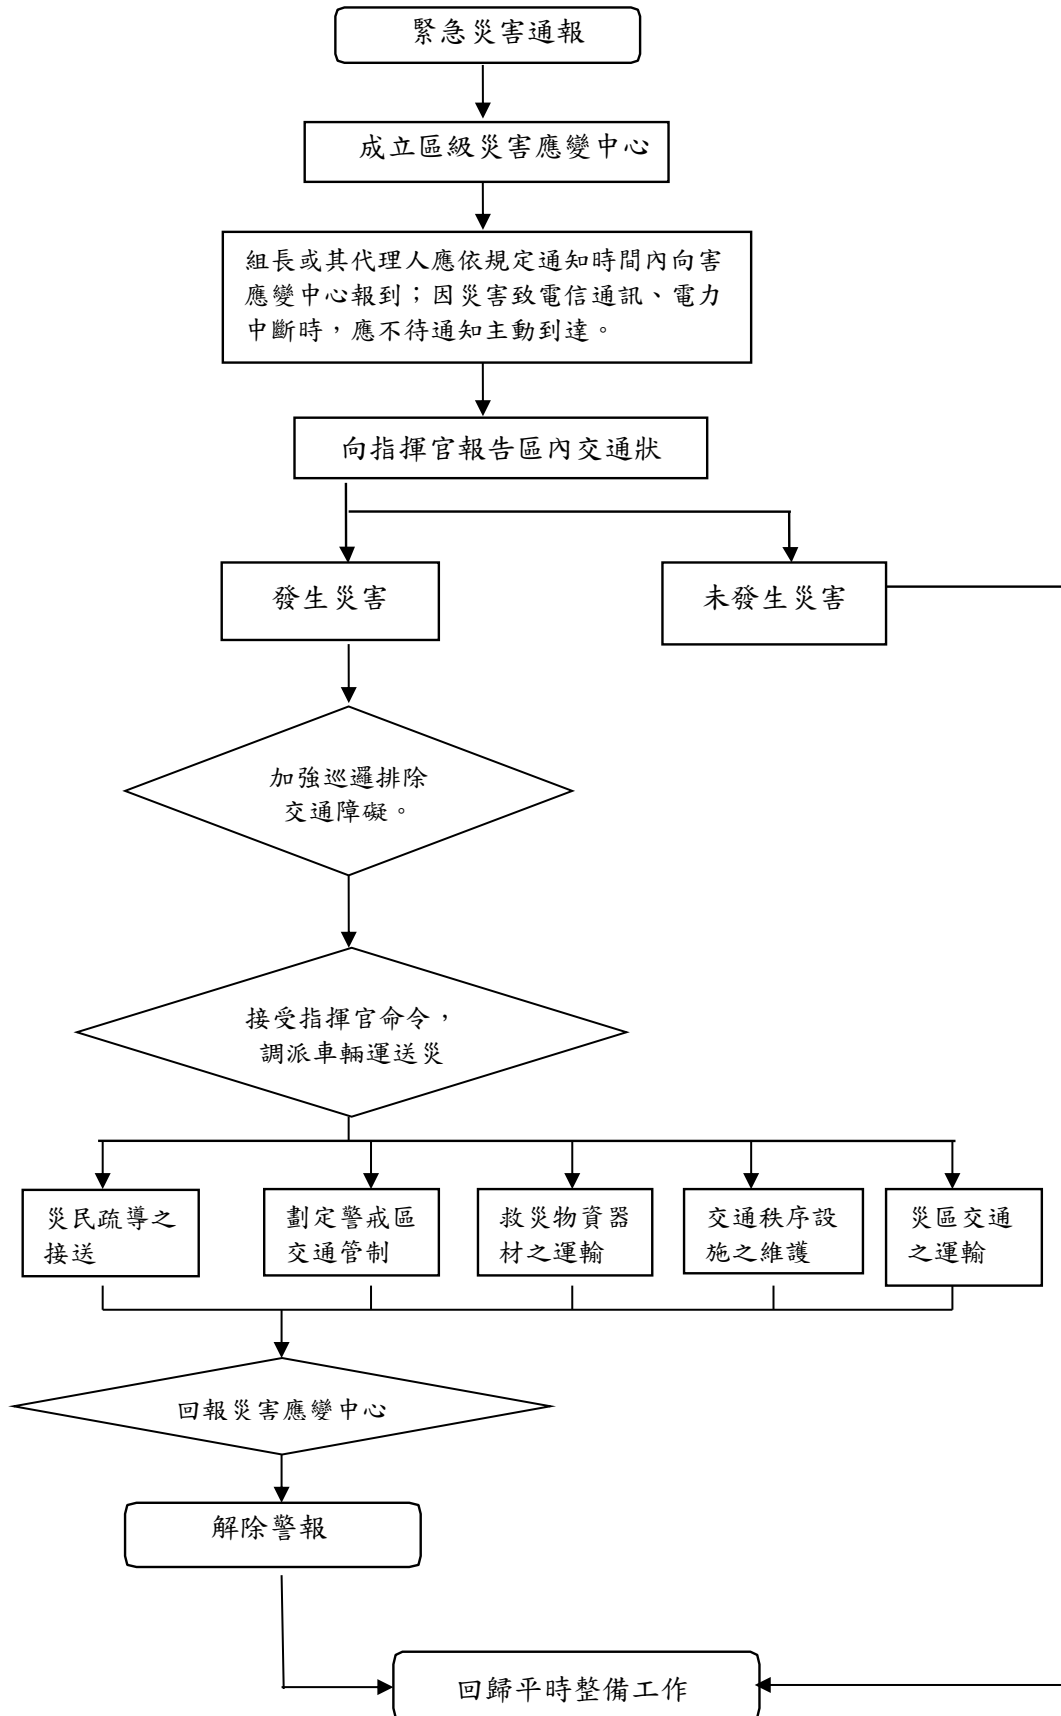 緊急災害通報
成立區級災害應變中心
組長或其代理人應依規定通知時間內向害
應變中心報到；因災害致電信通訊、電力
中斷時，應不待通知主動到達。
向指揮官報告區內交通狀
發生災害
未發生災害
加強巡邏排除
交通障礙。
接受指揮官命令，
調派車輛運送災
災民疏導之
接送
劃定警戒區
交通管制
救災物資器
材之運輸
交通秩序設
施之維護
災區交通
之運輸
回報災害應變中心
解除警報
回歸平時整備工作